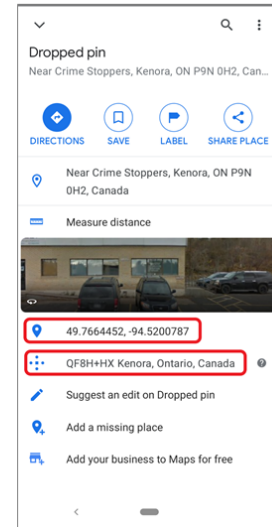 Dropped pin
Near Crime Stoppers, Kenora, ON P9N 0H2, Can...
DIRECTIONS
SAVE
LABEL
SHARE PLACE
Near Crime Stoppers, Kenora, ON P9N
0H2, Canada
Measure distance
49.7664452, -94.5200787
QF8H+HX Kenora, Ontario, Canada
Suggest an edit on Dropped pin
Add a missing place
Add your business to Maps for free